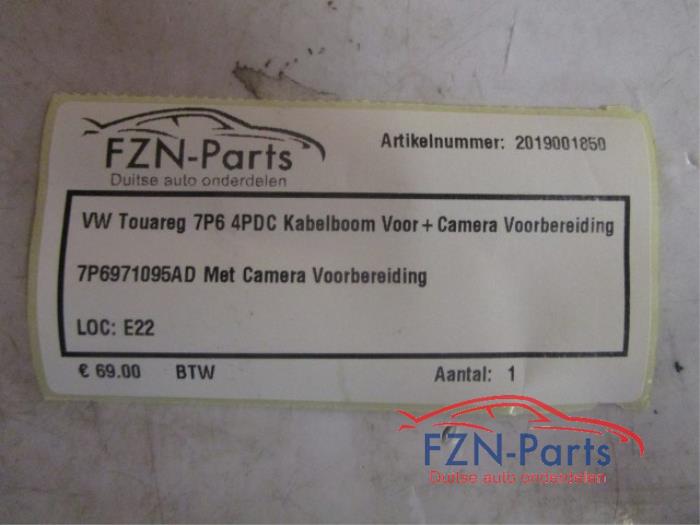 FZN-Parts
Duitse auto onderdelen
Artikelnummer: 2019001850
VW Touareg 7P6 4PDC Kabelboom Voor + Camera Voorbereiding
7P6971095AD Met Camera Voorbereiding
LOC: E22
€ 69.00 BTW Aantal: 1
FZN-Parts
Duitse auto onderdelen